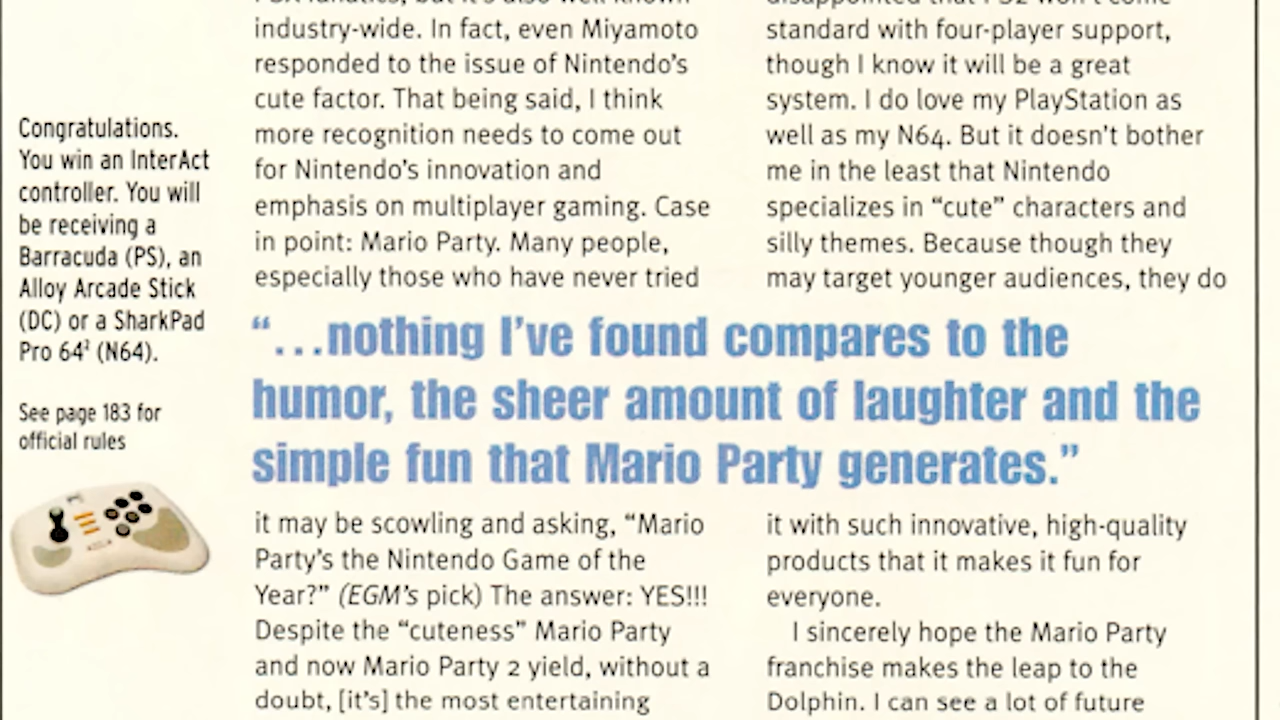 Congratulations.
You win an InterAct
controller. You will
be receiving a
Barracuda (PS), an
Alloy Arcade Stick
(DC) or a SharkPad
Pro 64² (N64).
See page 183 for
official rules
industry-wide. In fact, even Miyamoto
responded to the issue of Nintendo's
cute factor. That being said, I think
more recognition needs to come out
for Nintendo's innovation and
emphasis on multiplayer gaming. Case
in point: Mario Party. Many people,
especially those who have never tried
"...nothing I've found compares to the
humor, the sheer amount of laughter and the
simple fun that Mario Party generates."
it may be scowling and asking, "Mario
Party's the Nintendo Game of the
Year?" (EGM's pick) The answer: YES!!!
Despite the "cuteness" Mario Party
and now Mario Party 2 yield, without a
doubt, [it's] the most entertaining
disappointed that PS2 won't come
standard with four-player support,
though I know it will be a great
system. I do love my PlayStation as
well as my N64. But it doesn't bother
me in the least that Nintendo
specializes in "cute" characters and
silly themes. Because though they
may target younger audiences, they do
it with such innovative, high-quality
products that it makes it fun for
everyone.
I sincerely hope the Mario Party
franchise makes the leap to the
Dolphin. I can see a lot of future